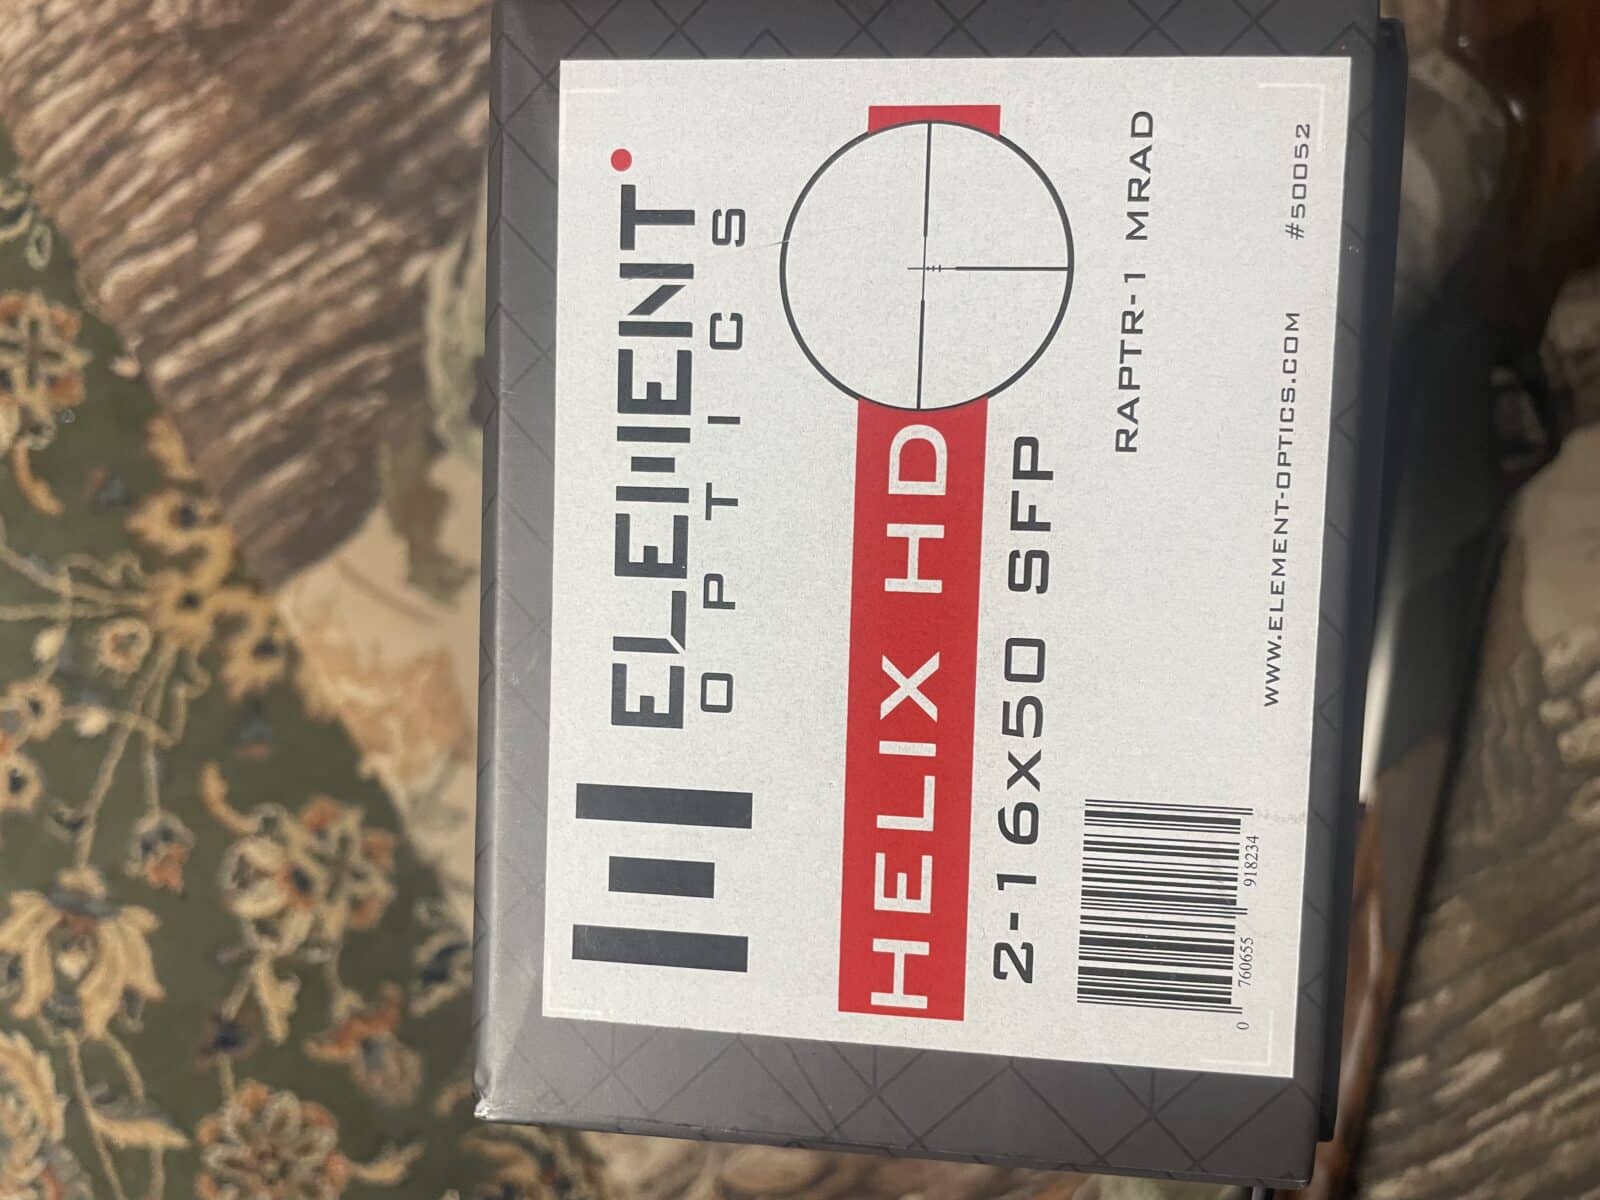 ELEMENT
OPTICS
HELIX HD
2-16x50 SFP
RAPTR-1 MRAD
0 760655 918234
WWW.ELEMENT-OPTICS.COM
#50052